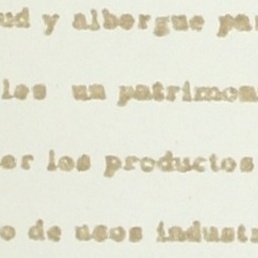 ud y albergue pa
les un patrimon
er los productos
o de usos industr